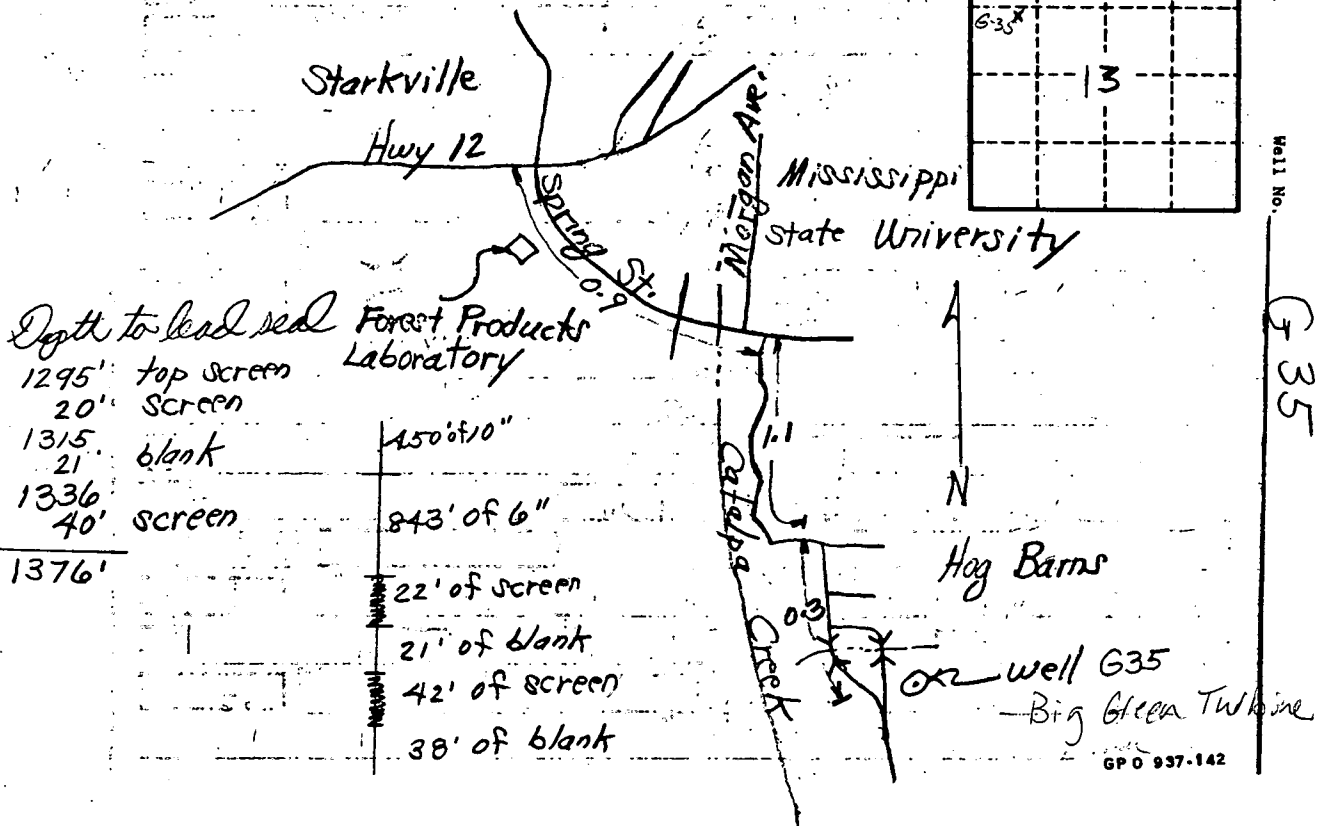 G-35
13
Starkville
Hwy 12
Morgan Ave.
Mississippi
State University
Spring St.
0.9
Well No.
G35
Depth to lead seal
1295' top screen
20' screen
1315 blank
21'
1336
40' screen
1376'
Forest Products
Laboratory
450' of 10"
843' of 6"
22' of screen
21' of blank
42' of screen
38' of blank
1.1
Catalpa Creek
N
Hog Barns
0.3
well G35
-Big Green Turbine
GPO 937-142